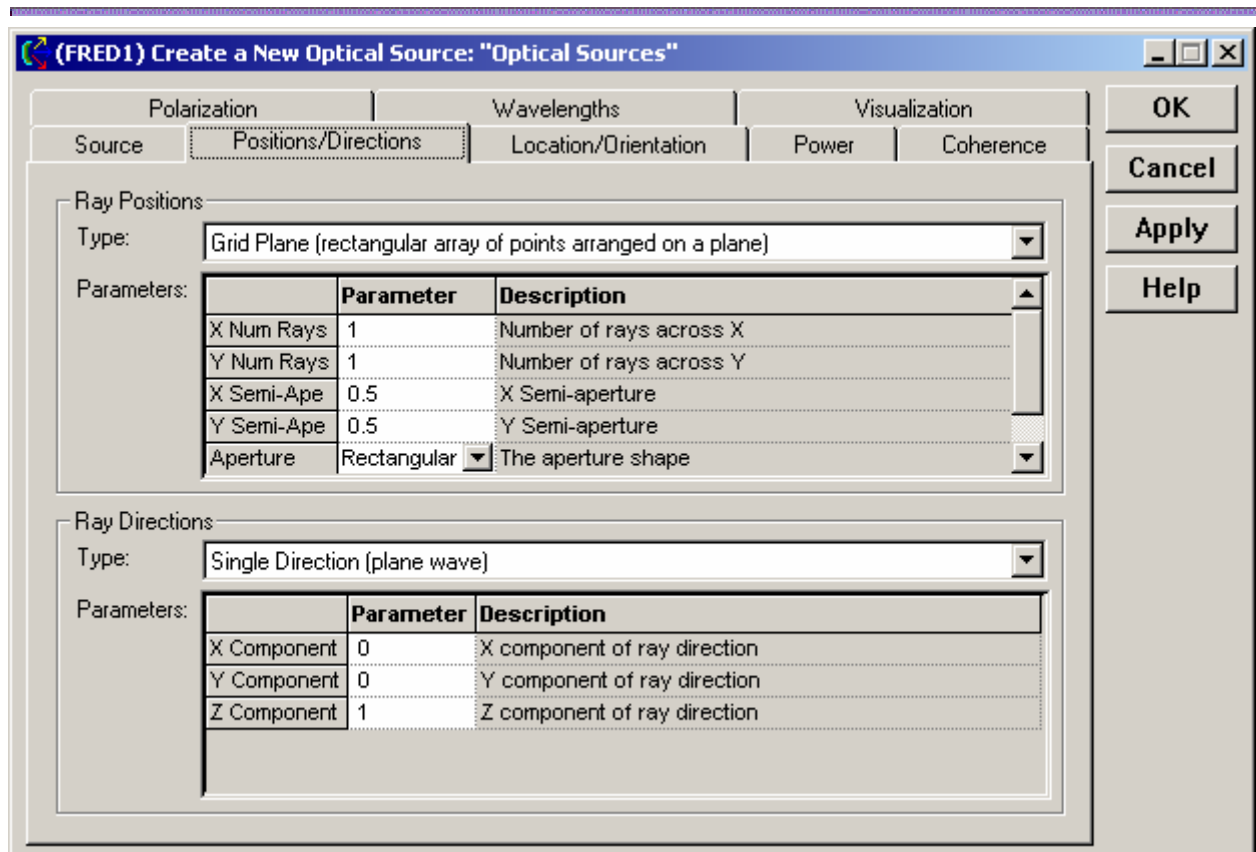 (FRED1) Create a New Optical Source: "Optical Sources"
Polarization Wavelengths Visualization
Source Positions/Directions Location/Orientation Power Coherence
OK
Cancel
Apply
Help
Ray Positions
Type: Grid Plane (rectangular array of points arranged on a plane)
Parameters: Parameter Description
X Num Rays 1 Number of rays across X
Y Num Rays 1 Number of rays across Y
X Semi-Ape 0.5 X Semi-aperture
Y Semi-Ape 0.5 Y Semi-aperture
Aperture Rectangular The aperture shape
Ray Directions
Type: Single Direction (plane wave)
Parameters: Parameter Description
X Component 0 X component of ray direction
Y Component 0 Y component of ray direction
Z Component 1 Z component of ray direction